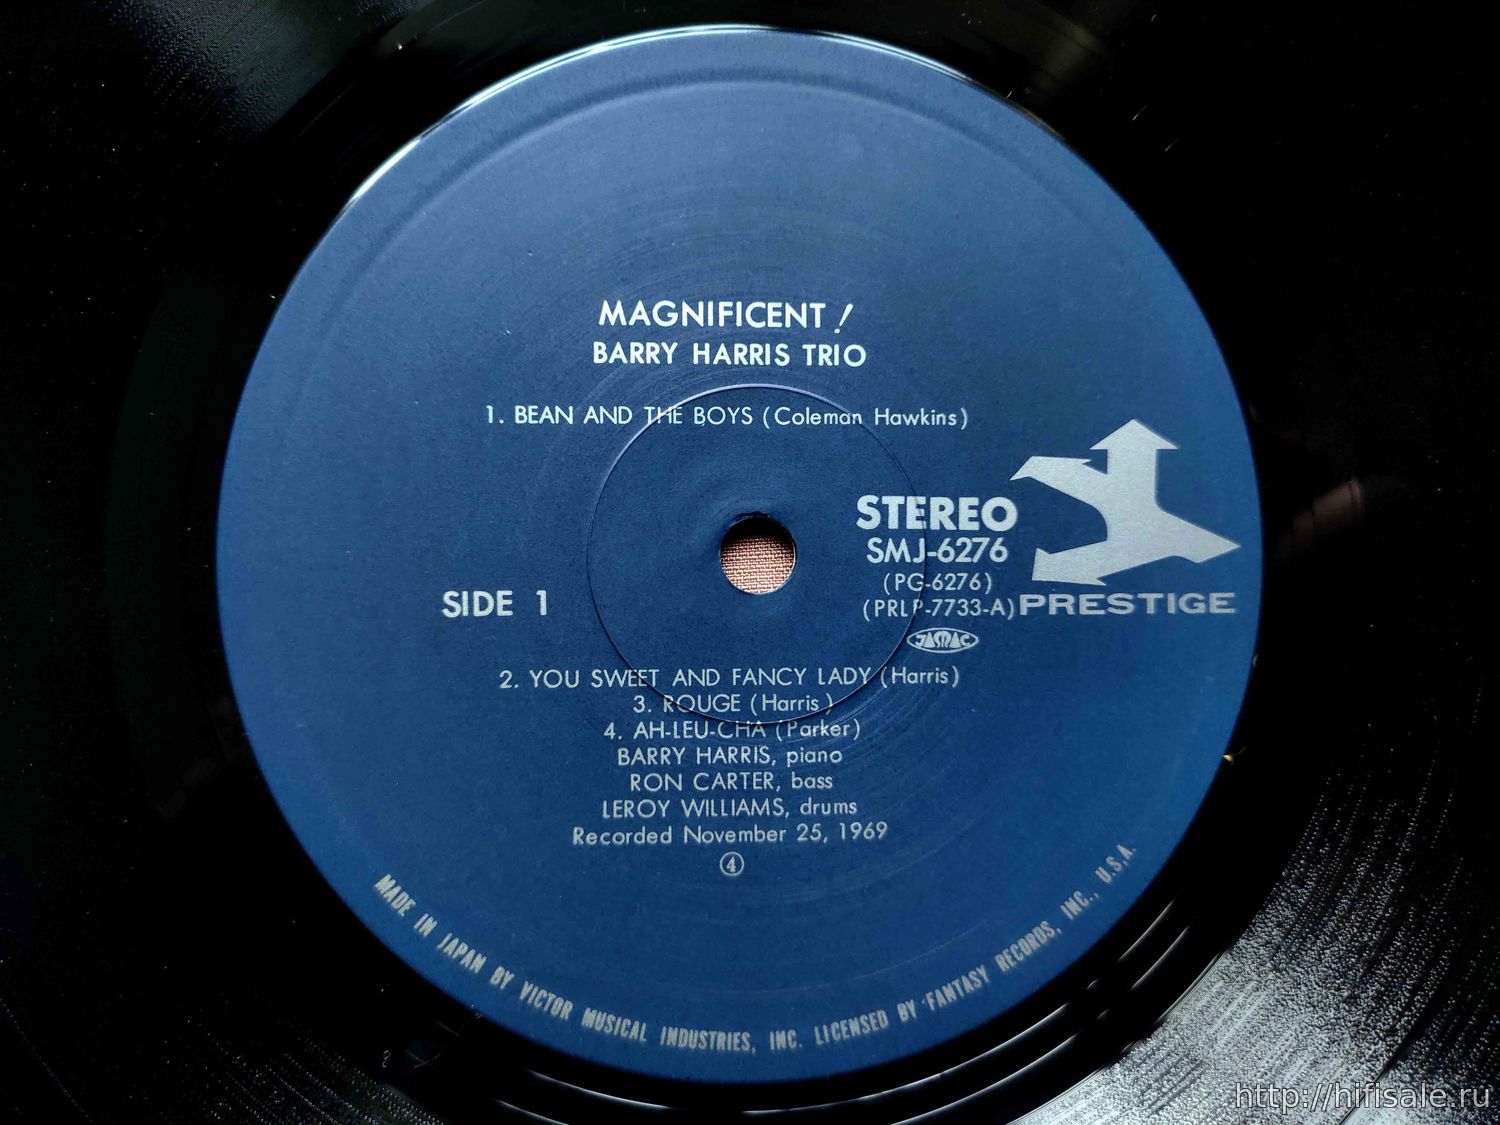 MAGNIFICENT!
BARRY HARRIS TRIO
1. BEAN AND THE BOYS (Coleman Hawkins)
STEREO
SMJ-6276
(PG-6276)
(PRLP-7733-A)
PRESTIGE
JASRAC
SIDE 1
2. YOU SWEET AND FANCY LADY (Harris)
3. ROUGE (Harris)
4. AH-LEU-CHA (Parker)
BARRY HARRIS, piano
RON CARTER, bass
LEROY WILLIAMS, drums
Recorded November 25, 1969
④
MADE IN JAPAN BY VICTOR MUSICAL INDUSTRIES, INC. LICENSED BY FANTASY RECORDS, INC., U.S.A.
http://hifisale.ru